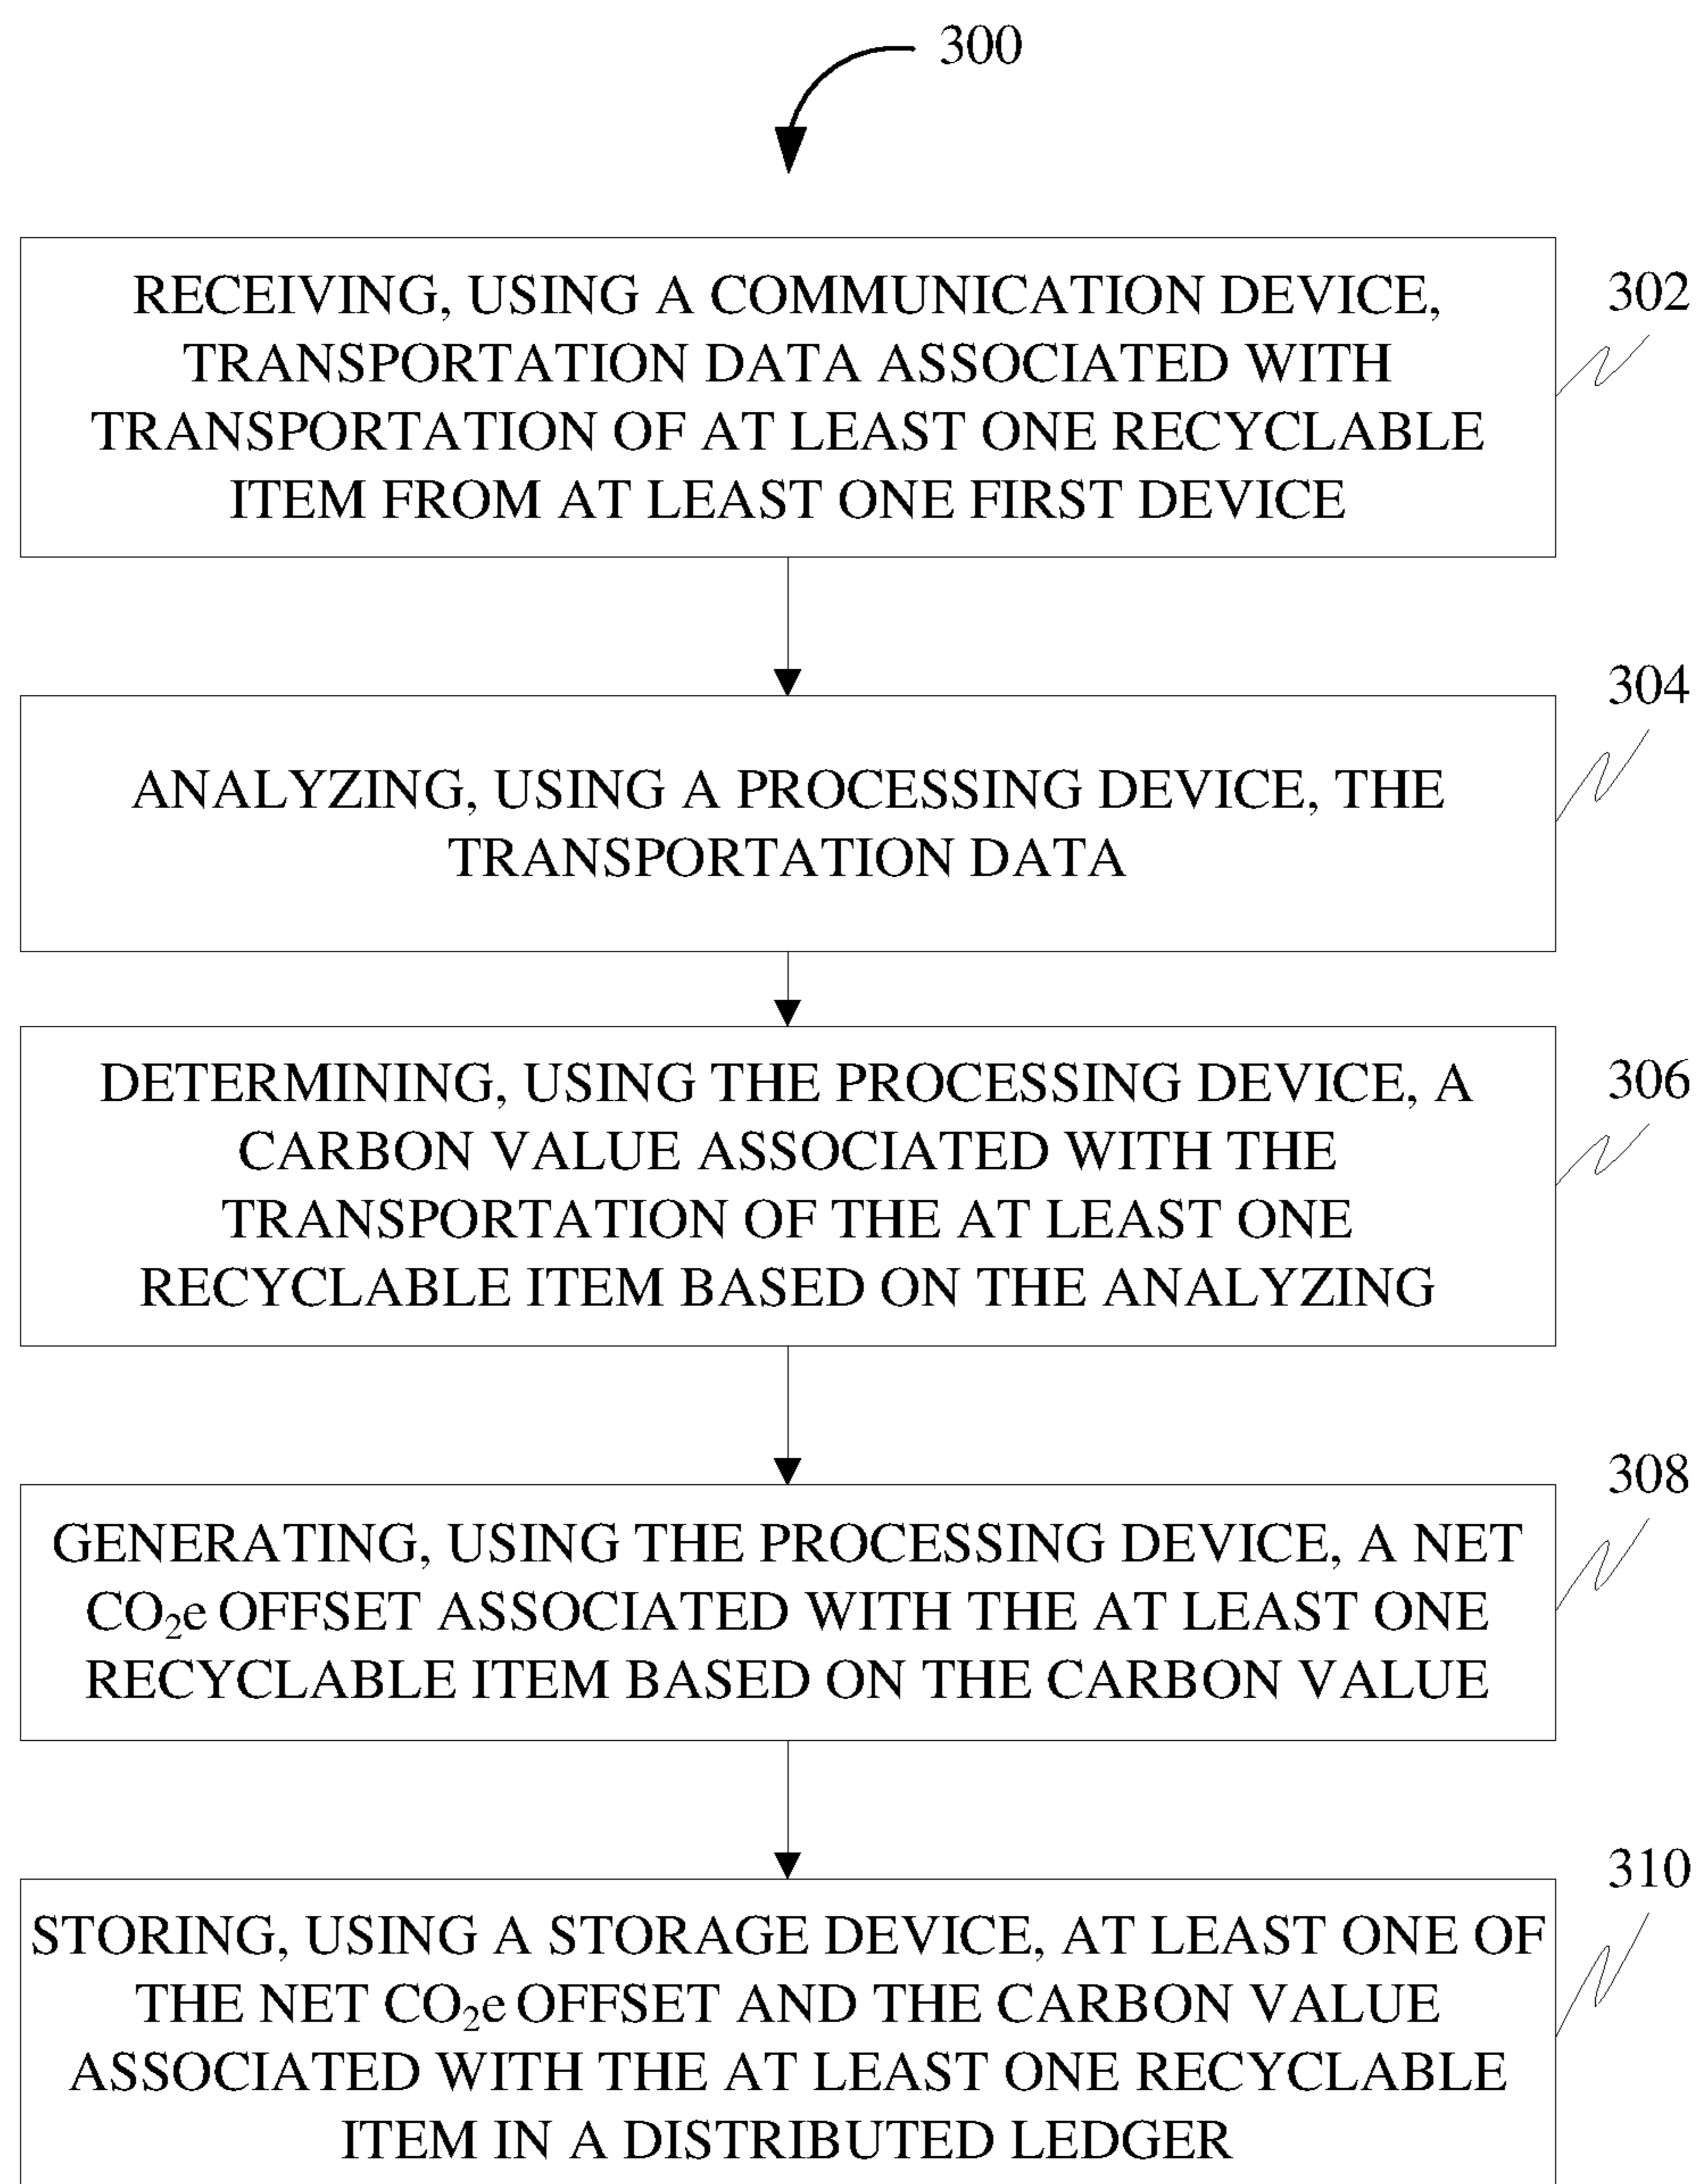 300
RECEIVING, USING A COMMUNICATION DEVICE,
TRANSPORTATION DATA ASSOCIATED WITH
TRANSPORTATION OF AT LEAST ONE RECYCLABLE
ITEM FROM AT LEAST ONE FIRST DEVICE
302
ANALYZING, USING A PROCESSING DEVICE, THE
TRANSPORTATION DATA
304
DETERMINING, USING THE PROCESSING DEVICE, A
CARBON VALUE ASSOCIATED WITH THE
TRANSPORTATION OF THE AT LEAST ONE
RECYCLABLE ITEM BASED ON THE ANALYZING
306
GENERATING, USING THE PROCESSING DEVICE, A NET
CO₂e OFFSET ASSOCIATED WITH THE AT LEAST ONE
RECYCLABLE ITEM BASED ON THE CARBON VALUE
308
STORING, USING A STORAGE DEVICE, AT LEAST ONE OF
THE NET CO₂e OFFSET AND THE CARBON VALUE
ASSOCIATED WITH THE AT LEAST ONE RECYCLABLE
ITEM IN A DISTRIBUTED LEDGER
310